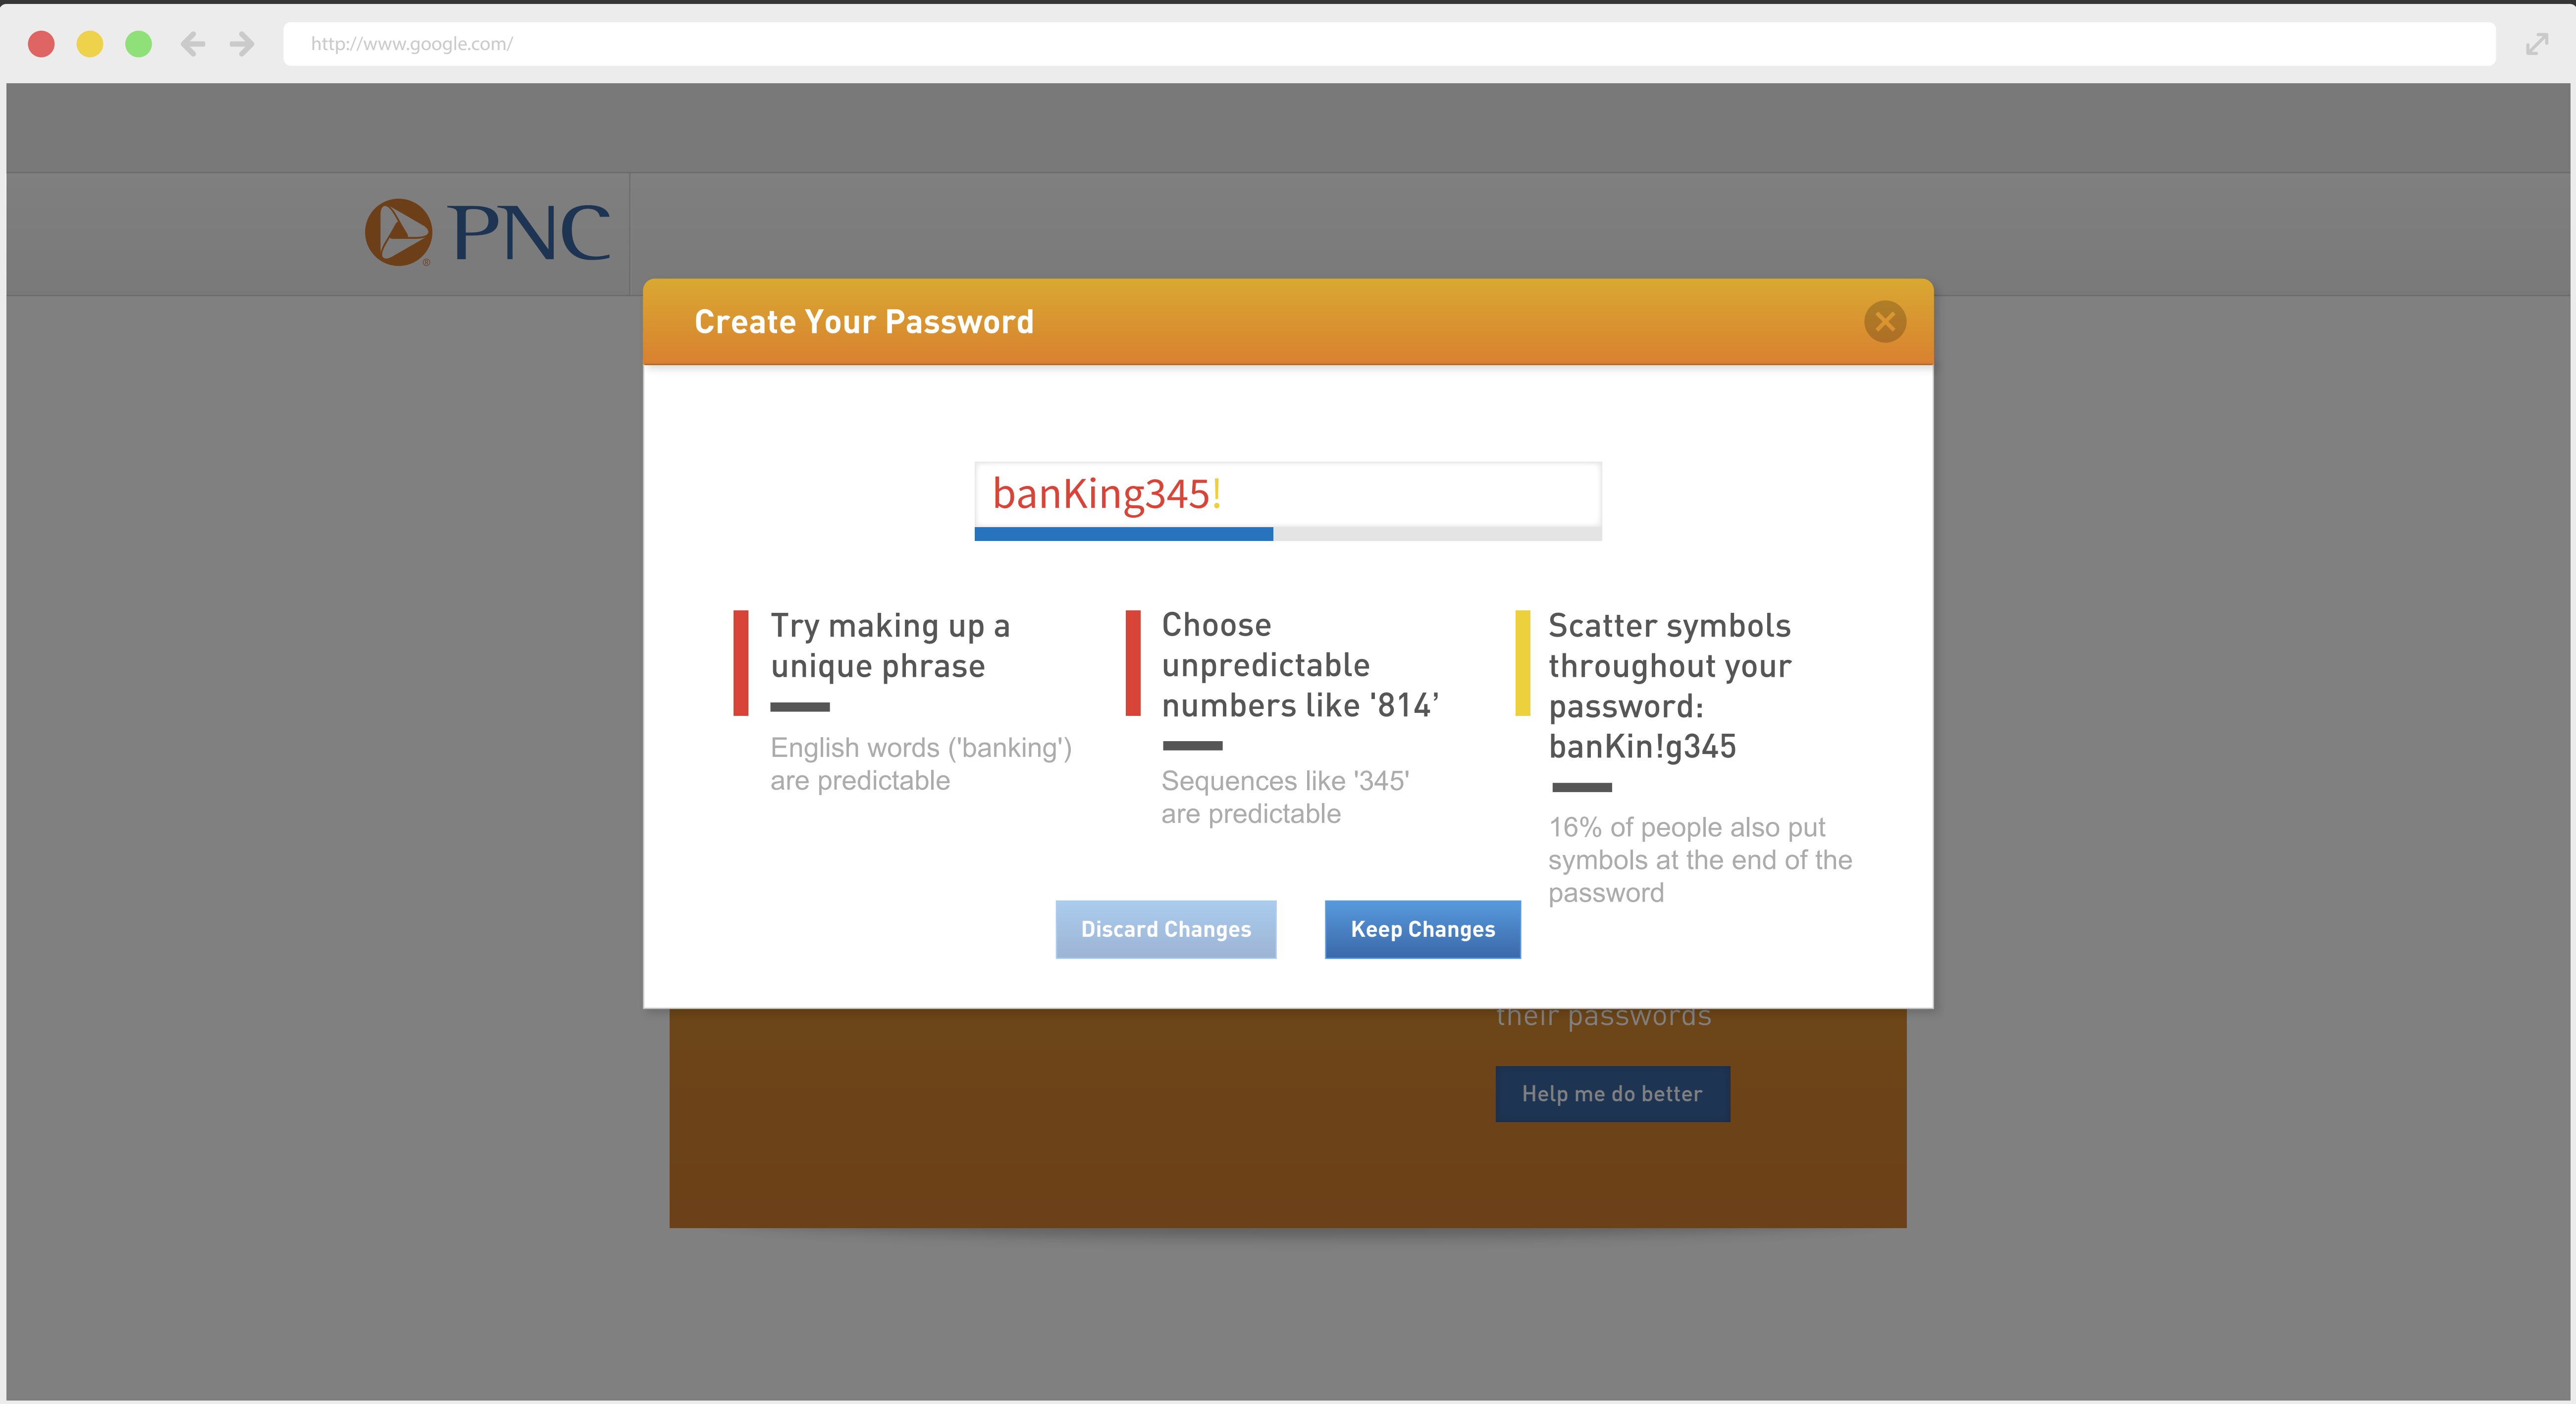 http://www.google.com/
PNC
®
Create Your Password
banKing345!
Try making up a
unique phrase
English words ('banking')
are predictable
Choose
unpredictable
numbers like '814’
Sequences like '345'
are predictable
Scatter symbols
throughout your
password:
banKin!g345
16% of people also put
symbols at the end of the
password
Discard Changes
Keep Changes
their passwords
Help me do better